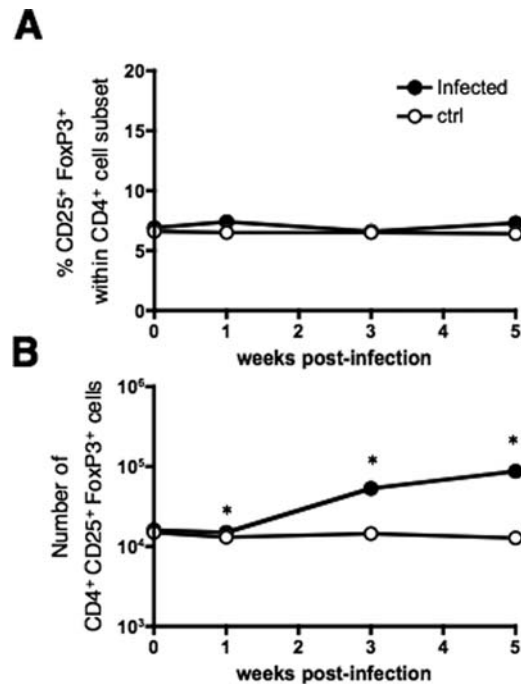 A
% CD25⁺ FoxP3⁺
within CD4⁺ cell subset
20
15
10
5
0
Infected
ctrl
0 1 2 3 4 5
weeks post-infection
B
Number of
CD4⁺ CD25⁺ FoxP3⁺ cells
10⁶
10⁵
10⁴
10³
*
*
*
0 1 2 3 4 5
weeks post-infection